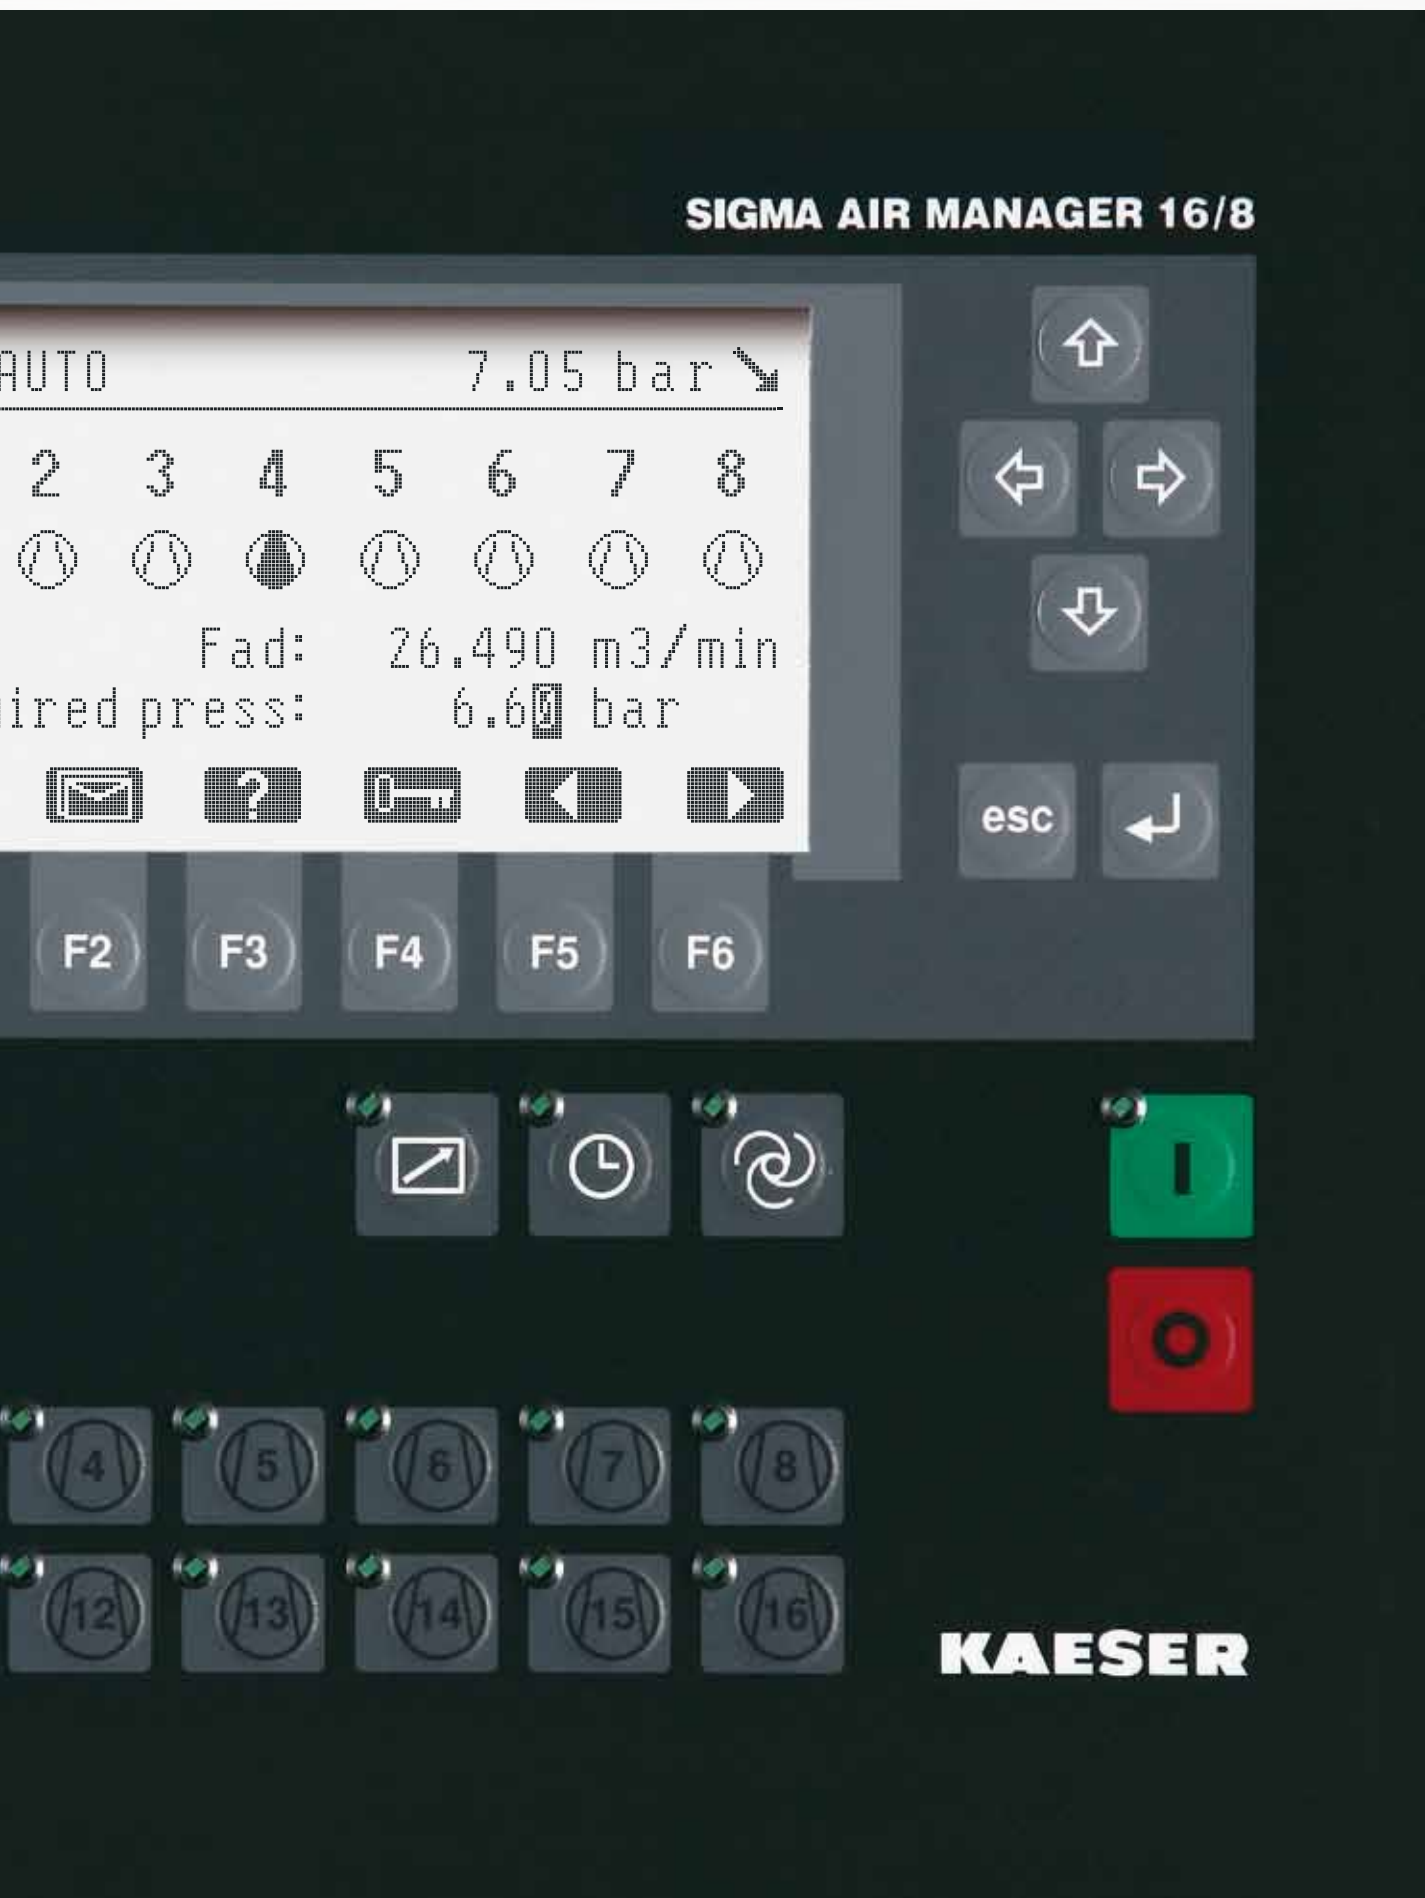 SIGMA AIR MANAGER 16/8
AUTO 7.05 bar
2 3 4 5 6 7 8
Fad: 26.490 m3/min
uired press: 6.60 bar
?
esc
F2 F3 F4 F5 F6
I
O
4 5 6 7 8
12 13 14 15 16
KAESER